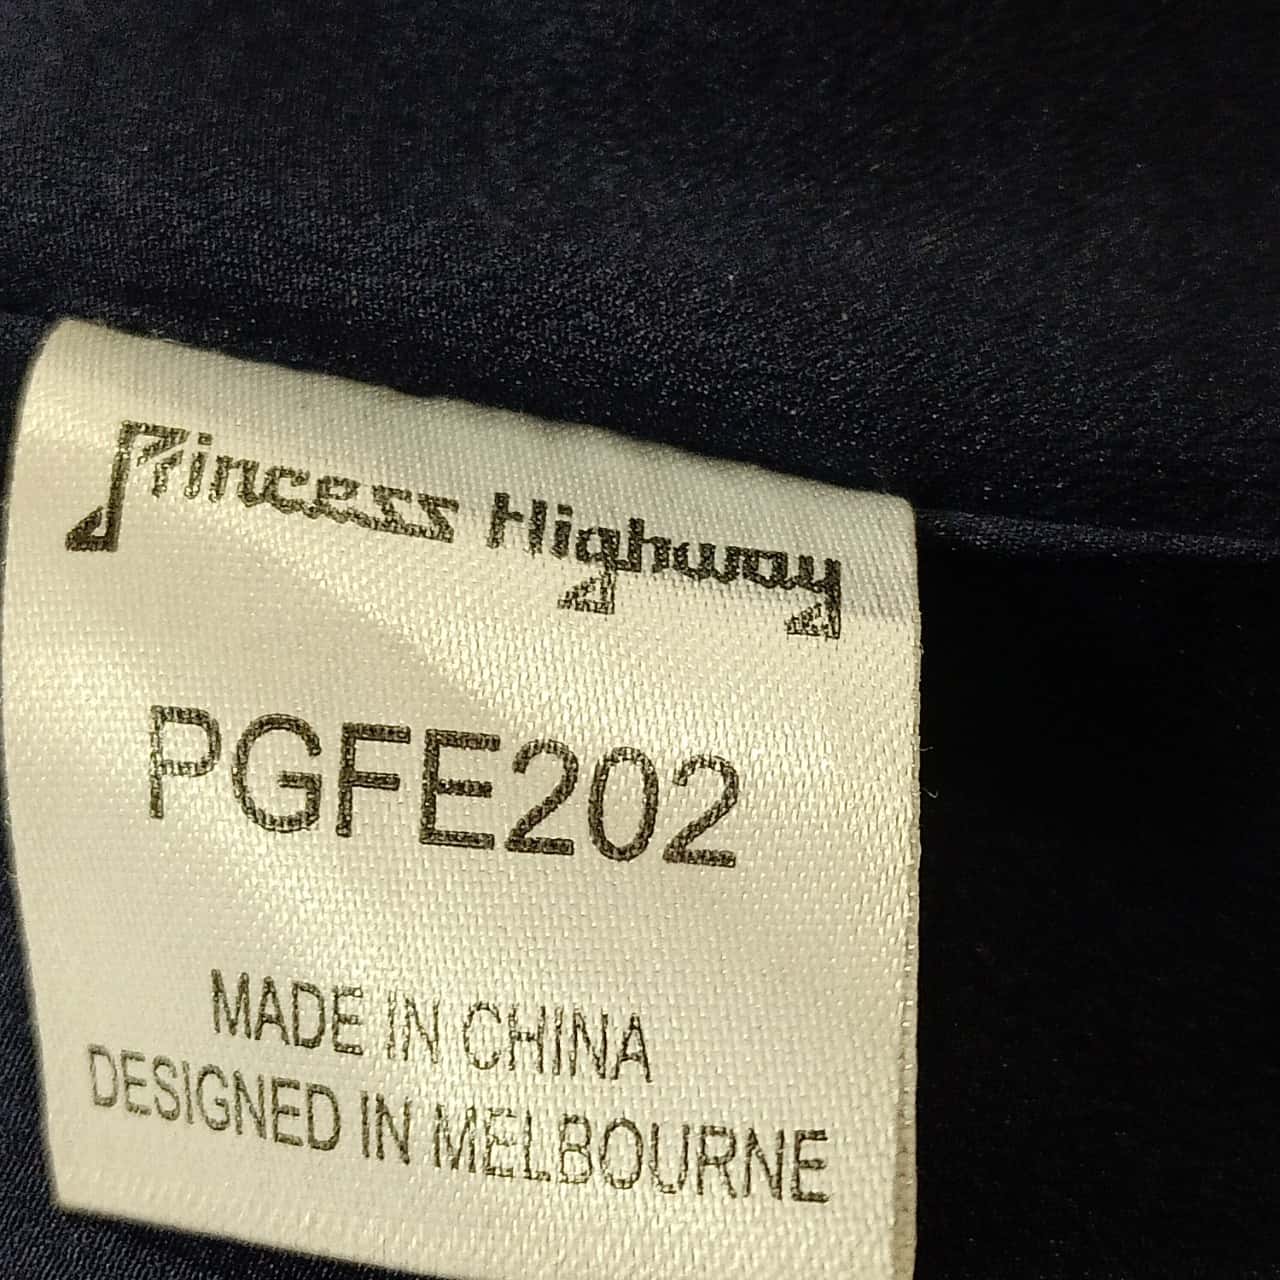 Princess Highway
PGFE202
MADE IN CHINA
DESIGNED IN MELBOURNE